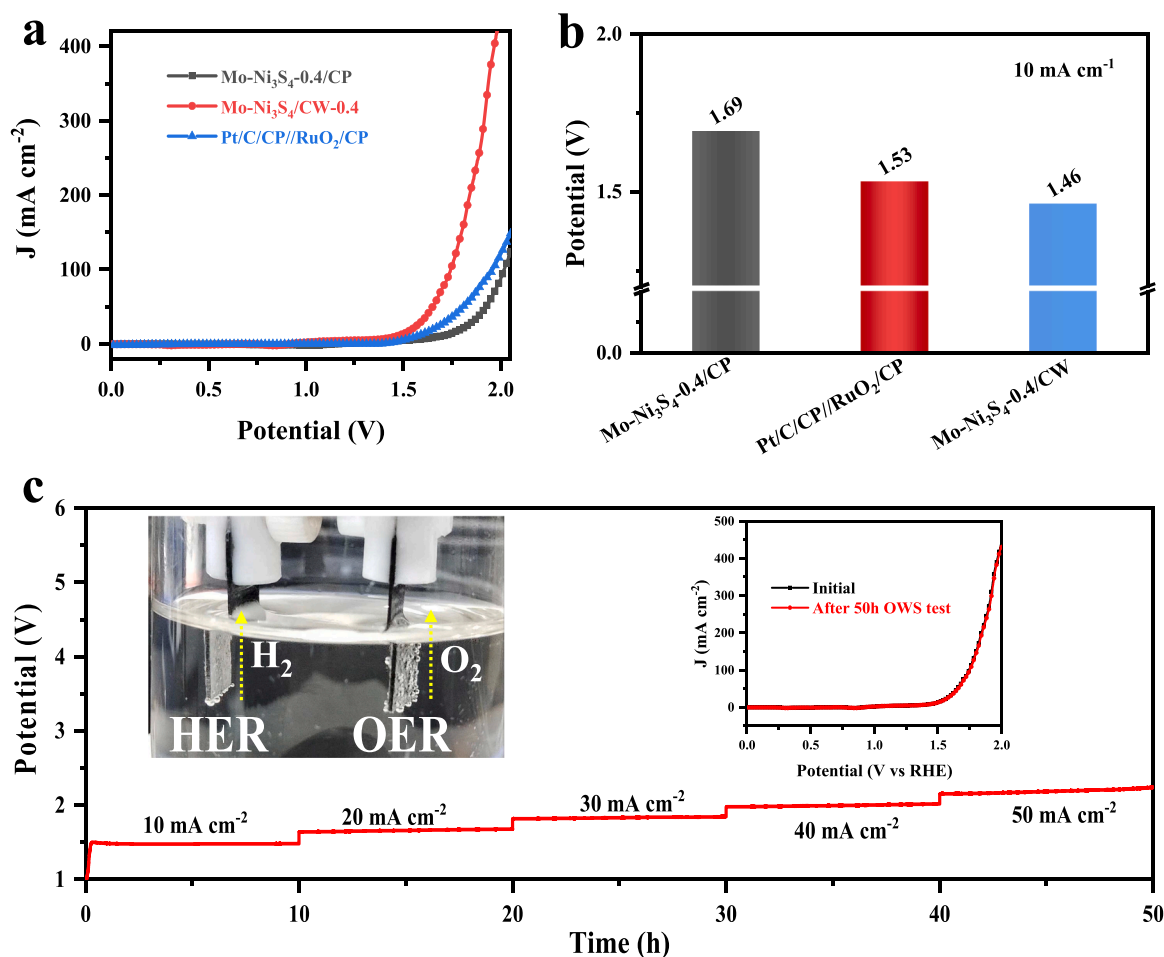 a
400
300
200
100
0
J (mA cm⁻²)
Mo-Ni₃S₄-0.4/CP
Mo-Ni₃S₄/CW-0.4
Pt/C/CP//RuO₂/CP
0.0 0.5 1.0 1.5 2.0
Potential (V)
b
2.0
1.5
0.0
Potential (V)
10 mA cm⁻¹
1.69
1.53
1.46
Mo-Ni₃S₄-0.4/CP
Pt/C/CP//RuO₂/CP
Mo-Ni₃S₄-0.4/CW
c
6
5
4
3
2
1
Potential (V)
H₂
O₂
HER
OER
500
400
300
200
100
0
J (mA cm⁻²)
Initial
After 50h OWS test
0.0 0.5 1.0 1.5 2.0
Potential (V vs RHE)
10 mA cm⁻²
20 mA cm⁻²
30 mA cm⁻²
40 mA cm⁻²
50 mA cm⁻²
0 10 20 30 40 50
Time (h)